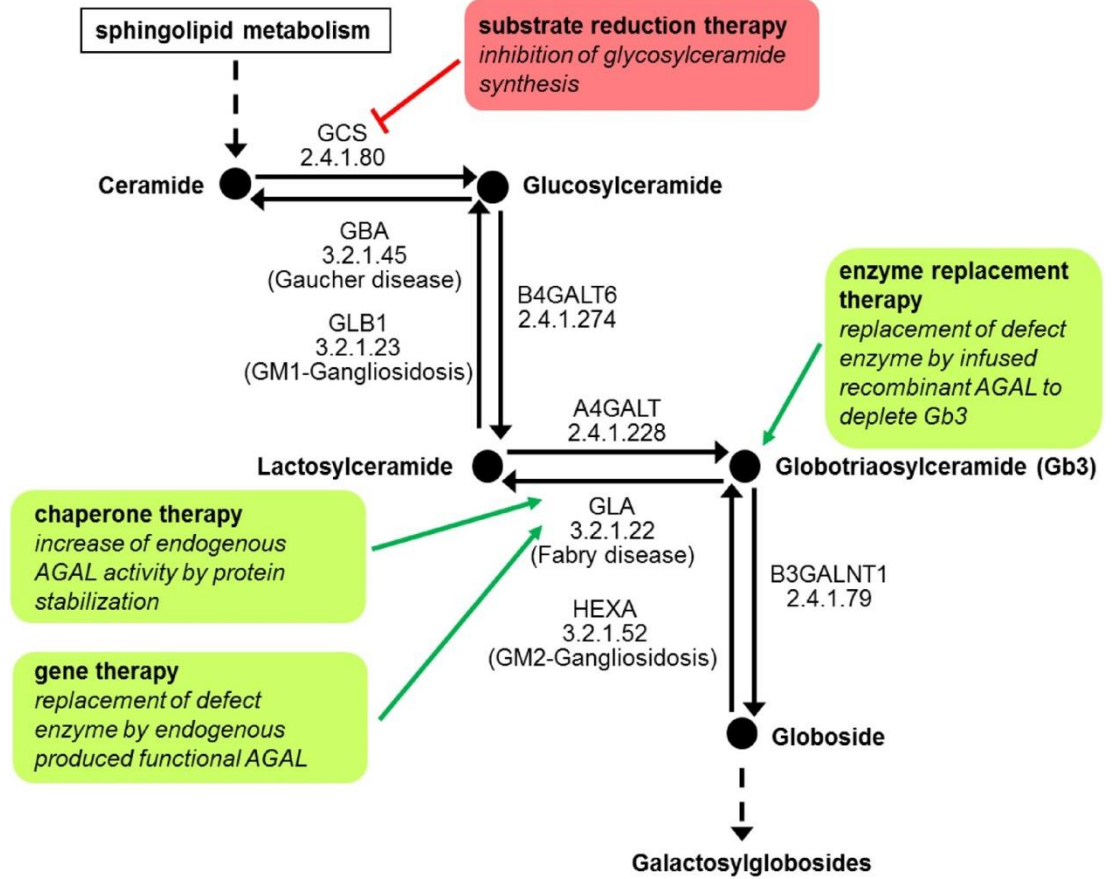 sphingolipid metabolism
substrate reduction therapy
inhibition of glycosylceramide
synthesis
GCS
2.4.1.80
Ceramide
Glucosylceramide
GBA
3.2.1.45
(Gaucher disease)
GLB1
3.2.1.23
(GM1-Gangliosidosis)
B4GALT6
2.4.1.274
enzyme replacement
therapy
replacement of defect
enzyme by infused
recombinant AGAL to
deplete Gb3
A4GALT
2.4.1.228
Lactosylceramide
Globotriaosylceramide (Gb3)
chaperone therapy
increase of endogenous
AGAL activity by protein
stabilization
GLA
3.2.1.22
(Fabry disease)
HEXA
3.2.1.52
(GM2-Gangliosidosis)
B3GALNT1
2.4.1.79
gene therapy
replacement of defect
enzyme by endogenous
produced functional AGAL
Globoside
Galactosylglobosides